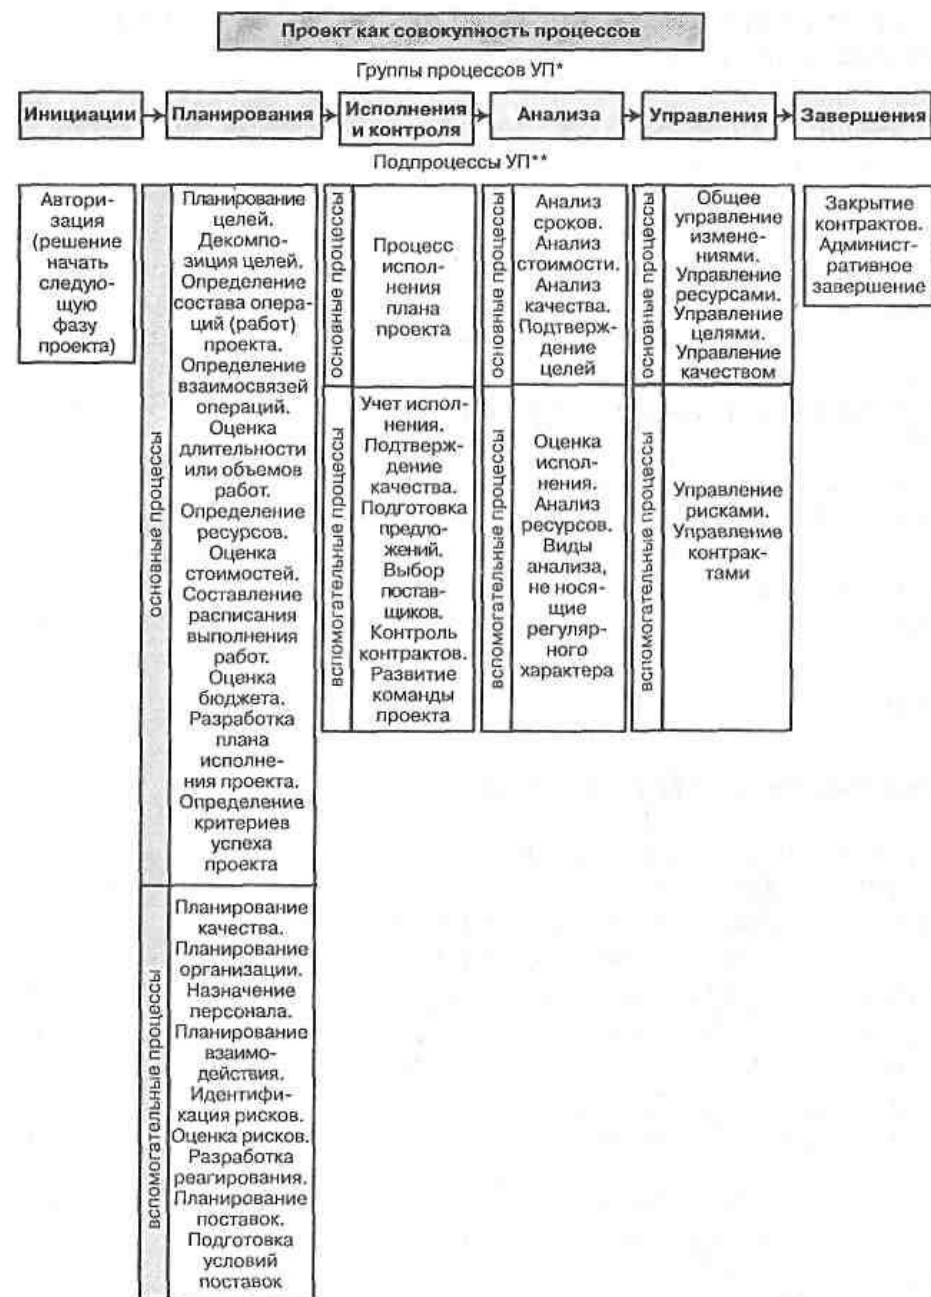 Проект как совокупность процессов
Группы процессов УП*
Инициации
Планирования
Исполнения
и контроля
Анализа
Управления
Завершения
Подпроцессы УП**
Автори-
зация
(решение
начать
следую-
щую
фазу
проекта)
основные процессы
Планирование
целей.
Декомпо-
зиция целей.
Определение
состава опера-
ций (работ)
проекта.
Определение
взаимосвязей
операций.
Оценка
длительности
или объемов
работ.
Определение
ресурсов.
Оценка
стоимостей.
Составление
расписания
выполнения
работ.
Оценка
бюджета.
Разработка
плана
исполне-
ния проекта.
Определение
критериев
успеха
проекта
вспомогательные процессы
Планирование
качества.
Планирование
организации.
Назначение
персонала.
Планирование
взаимо-
действия.
Идентифи-
кация рисков.
Оценка рисков.
Разработка
реагирования.
Планирование
поставок.
Подготовка
условий
поставок
основные процессы
Процесс
испол-
нения
плана
проекта
вспомогательные процессы
Учет испол-
нения.
Подтверж-
дение
качества.
Подготовка
предло-
жений.
Выбор
постав-
щиков.
Контроль
контрактов.
Развитие
команды
проекта
основные процессы
Анализ
сроков.
Анализ
стоимости.
Анализ
качества.
Подтверж-
дение
целей
вспомогательные процессы
Оценка
испол-
нения.
Анализ
ресурсов.
Виды
анализа,
не нося-
щие
регуляр-
ного
характера
основные процессы
Общее
управление
измене-
ниями.
Управление
ресурсами.
Управление
целями.
Управление
качеством
вспомогательные процессы
Управление
рисками.
Управление
контрак-
тами
Закрытие
контрактов.
Админист-
ративное
завершение